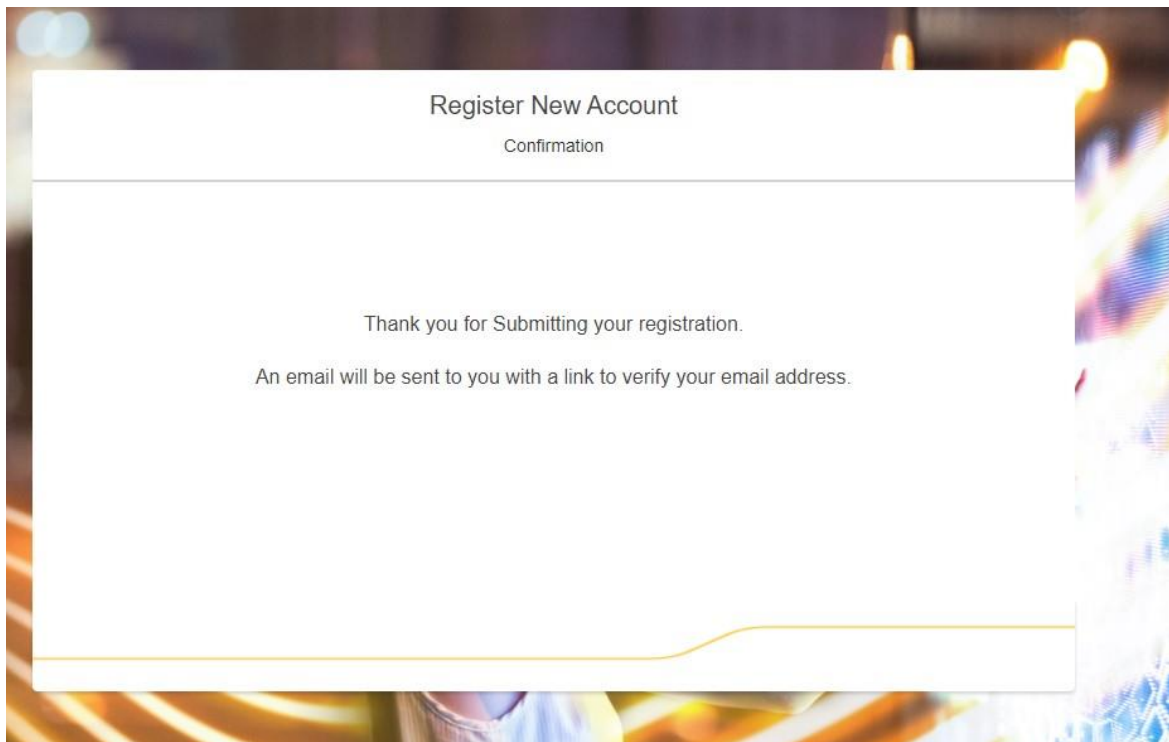 Register New Account
Confirmation
Thank you for Submitting your registration.
An email will be sent to you with a link to verify your email address.